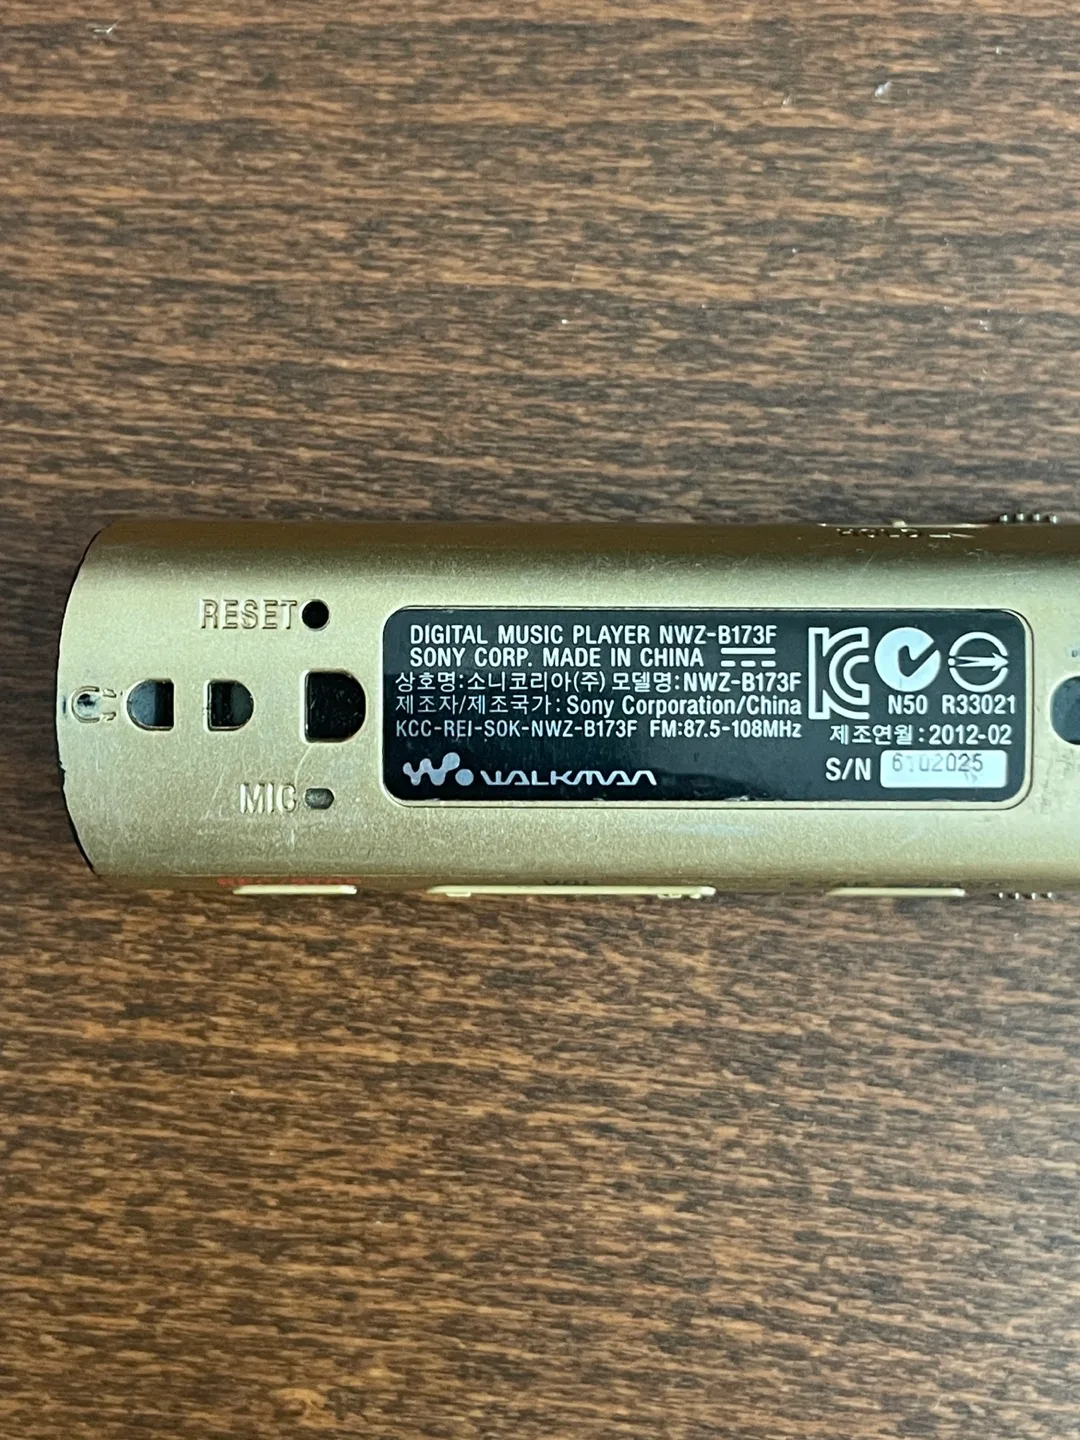 RESET
MIC
DIGITAL MUSIC PLAYER NWZ-B173F
SONY CORP. MADE IN CHINA
상호명:소니코리아(주) 모델명:NWZ-B173F
제조자/제조국가:Sony Corporation/China
KCC-REI-SOK-NWZ-B173F FM:87.5-108MHz
WALKMAN
N50 R33021
제조연월:2012-02
S/N 6102025